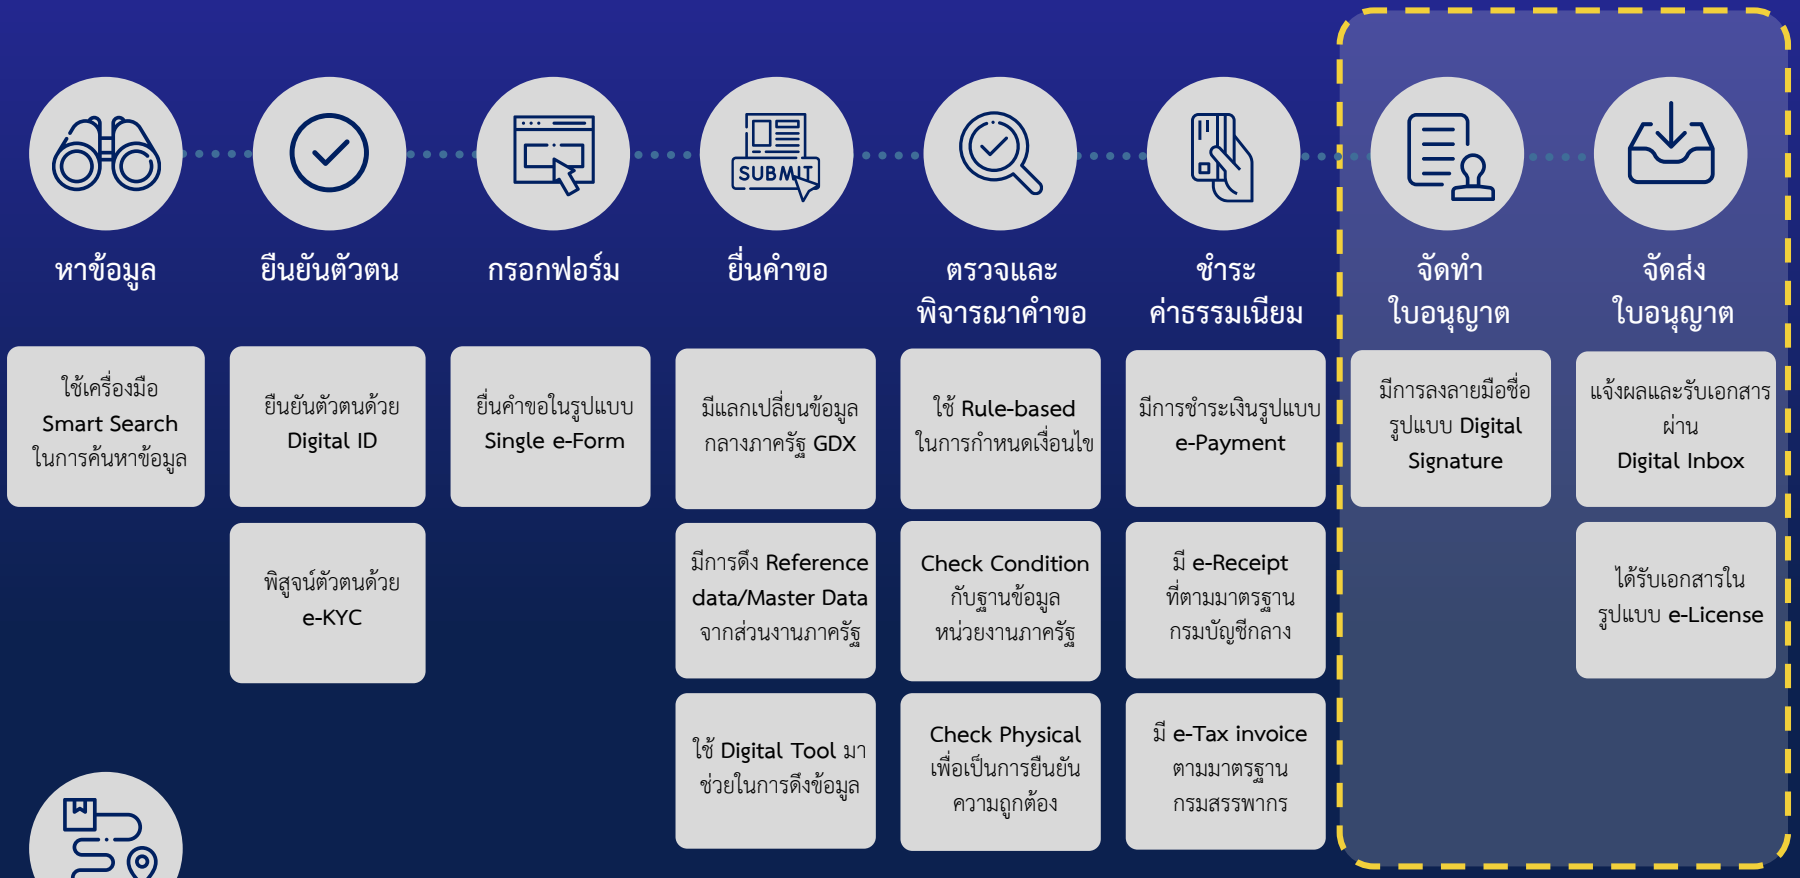 SUBMIT
หาข้อมูล
ยืนยันตัวตน
กรอกฟอร์ม
ยื่นคำขอ
ตรวจและ
พิจารณาคำขอ
ชำระ
ค่าธรรมเนียม
จัดทำ
ใบอนุญาต
จัดส่ง
ใบอนุญาต
ใช้เครื่องมือ
Smart Search
ในการค้นหาข้อมูล
ยืนยันตัวตนด้วย
Digital ID
ยื่นคำขอในรูปแบบ
Single e-Form
มีแลกเปลี่ยนข้อมูล
กลางภาครัฐ GDX
ใช้ Rule-based
ในการกำหนดเงื่อนไข
มีการชำระเงินรูปแบบ
e-Payment
มีการลงลายมือชื่อ
รูปแบบ Digital
Signature
แจ้งผลและรับเอกสาร
ผ่าน
Digital Inbox
พิสูจน์ตัวตนด้วย
e-KYC
มีการดึง Reference
data/Master Data
จากส่วนงานภาครัฐ
Check Condition
กับฐานข้อมูล
หน่วยงานภาครัฐ
มี e-Receipt
ที่ตามมาตรฐาน
กรมบัญชีกลาง
ได้รับเอกสารใน
รูปแบบ e-License
ใช้ Digital Tool มา
ช่วยในการดึงข้อมูล
Check Physical
เพื่อเป็นการยืนยัน
ความถูกต้อง
มี e-Tax invoice
ตามมาตรฐาน
กรมสรรพากร